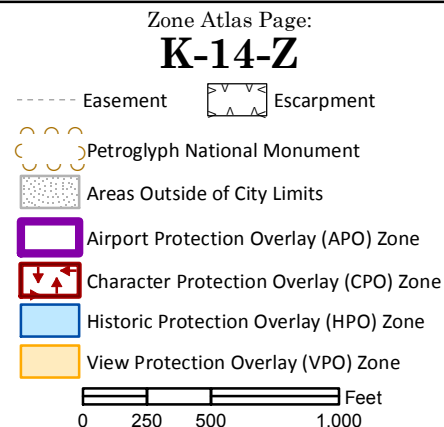 Zone Atlas Page:
K-14-Z
Easement Escarpment
Petroglyph National Monument
Areas Outside of City Limits
Airport Protection Overlay (APO) Zone
Character Protection Overlay (CPO) Zone
Historic Protection Overlay (HPO) Zone
View Protection Overlay (VPO) Zone
Feet
0 250 500 1,000